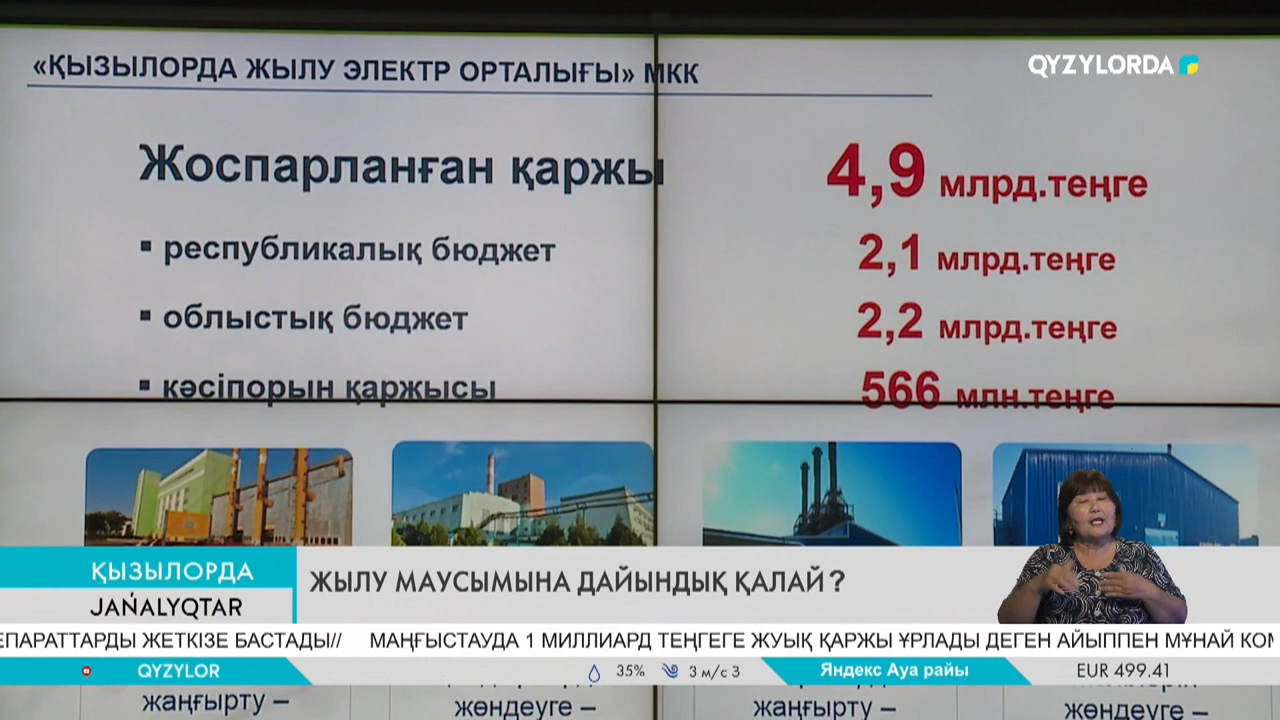 «ҚЫЗЫЛОРДА ЖЫЛУ ЭЛЕКТР ОРТАЛЫҒЫ» МКК
QYZYLORDA
Жоспарланған қаржы 4,9 млрд.теңге
▪ республикалық бюджет 2,1 млрд.теңге
▪ облыстық бюджет 2,2 млрд.теңге
▪ кәсіпорын қаржысы 566 млн.теңге
ҚЫЗЫЛОРДА
JAŃALYQTAR
ЖЫЛУ МАУСЫМЫНА ДАЙЫНДЫҚ ҚАЛАЙ?
ЕПАРАТТАРДЫ ЖЕТКІЗЕ БАСТАДЫ// МАҢҒЫСТАУДА 1 МИЛЛИАРД ТЕҢГЕГЕ ЖУЫҚ ҚАРЖЫ ҰРЛАДЫ ДЕГЕН АЙЫППЕН МҰНАЙ КОМ
QYZYLOR 35% 3 м/с З Яндекс Ауа райы EUR 499.41
жаңғырту – жөндеуге – жаңғырту – жөндеуге –